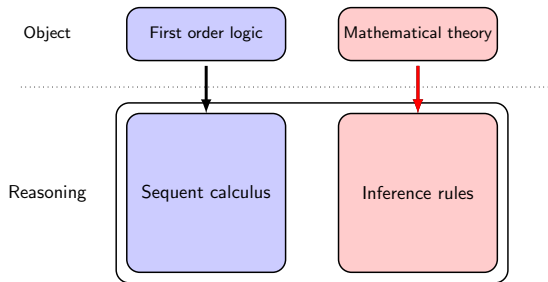 Object
First order logic
Mathematical theory
Reasoning
Sequent calculus
Inference rules